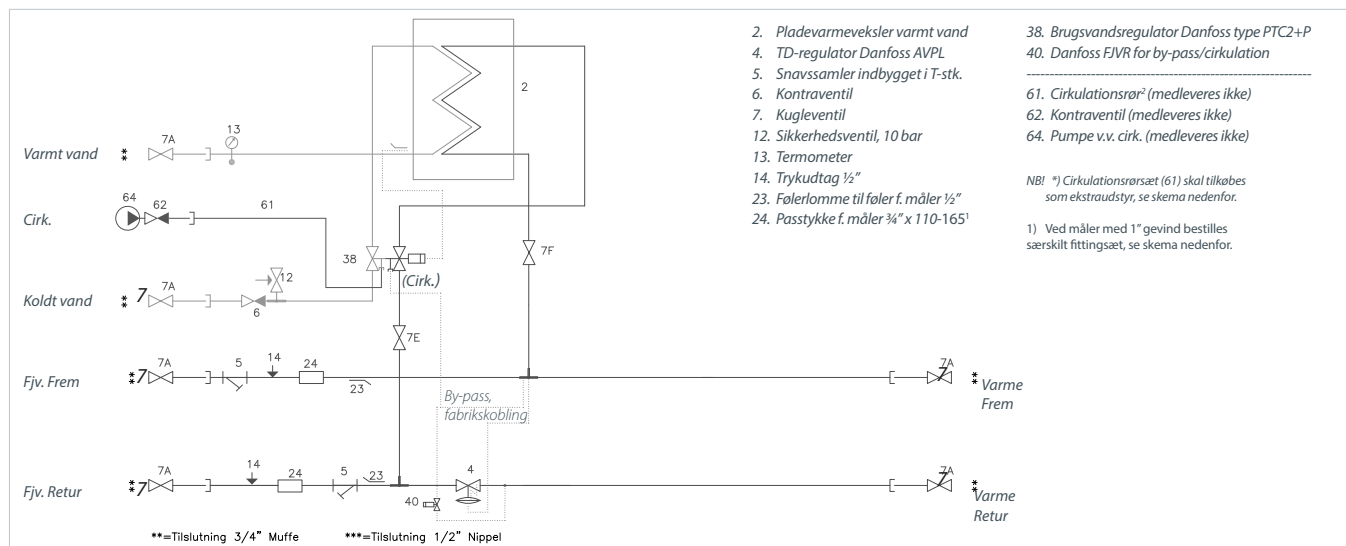 2. Pladevarmeveksler varmt vand
4. TD-regulator Danfoss AVPL
5. Snavssamler indbygget i T-stk.
6. Kontraventil
7. Kugleventil
12. Sikkerhedsventil, 10 bar
13. Termometer
14. Trykudtag ½”
23. Følerlomme til føler f. måler ½”
24. Passtykke f. måler ¾” x 110-165¹
38. Brugsvandsregulator Danfoss type PTC2+P
40. Danfoss FJVR for by-pass/cirkulation
--------------------------------------------------------------
61. Cirkulationsrør² (medleveres ikke)
62. Kontraventil (medleveres ikke)
64. Pumpe v.v. cirk. (medleveres ikke)
NB! *) Cirkulationsrørsæt (61) skal tilkøbes
som ekstraudstyr, se skema nedenfor.
1) Ved måler med 1” gevind bestilles
særskilt fittingsæt, se skema nedenfor.
2
Varmt vand ** 7A 13
Cirk. 64 62 61
7F
38 (Cirk.)
12
Koldt vand ** 7 7A 6
7E
Fjv. Frem ** 7 7A 5 14 24 23
7A 7 ** Varme
Frem
By-pass,
fabrikskobling
Fjv. Retur ** 7 7A 14 24 5 23 4
40
7A 7 ** Varme
Retur
**=Tilslutning 3/4” Muffe ***=Tilslutning 1/2” Nippel